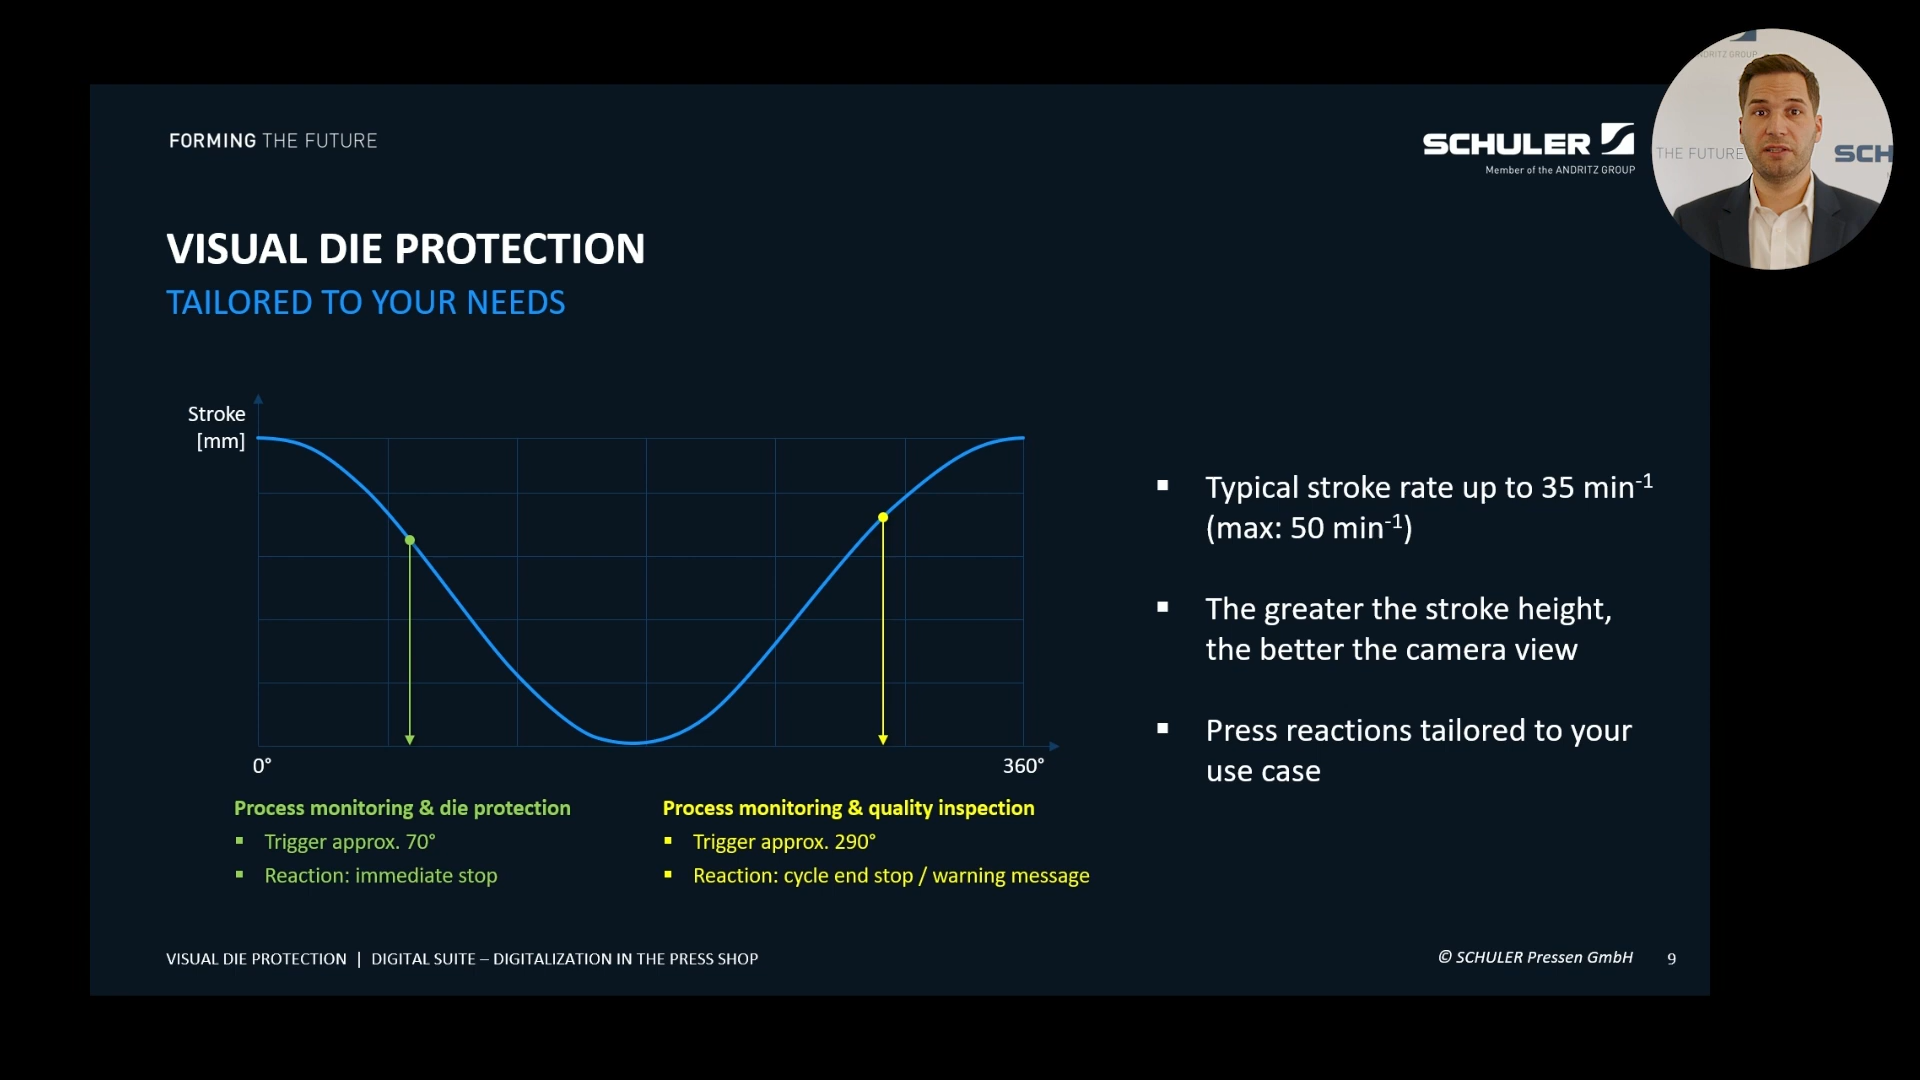 FORMING THE FUTURE
SCHULER
Member of the ANDRITZ GROUP
ANDRITZ GROUP
THE FUTURE
SCH
VISUAL DIE PROTECTION
TAILORED TO YOUR NEEDS
Stroke
[mm]
0°
360°
Process monitoring & die protection
▪ Trigger approx. 70°
▪ Reaction: immediate stop
Process monitoring & quality inspection
▪ Trigger approx. 290°
▪ Reaction: cycle end stop / warning message
▪ Typical stroke rate up to 35 min⁻¹
(max: 50 min⁻¹)
▪ The greater the stroke height,
the better the camera view
▪ Press reactions tailored to your
use case
VISUAL DIE PROTECTION | DIGITAL SUITE – DIGITALIZATION IN THE PRESS SHOP
© SCHULER Pressen GmbH
9